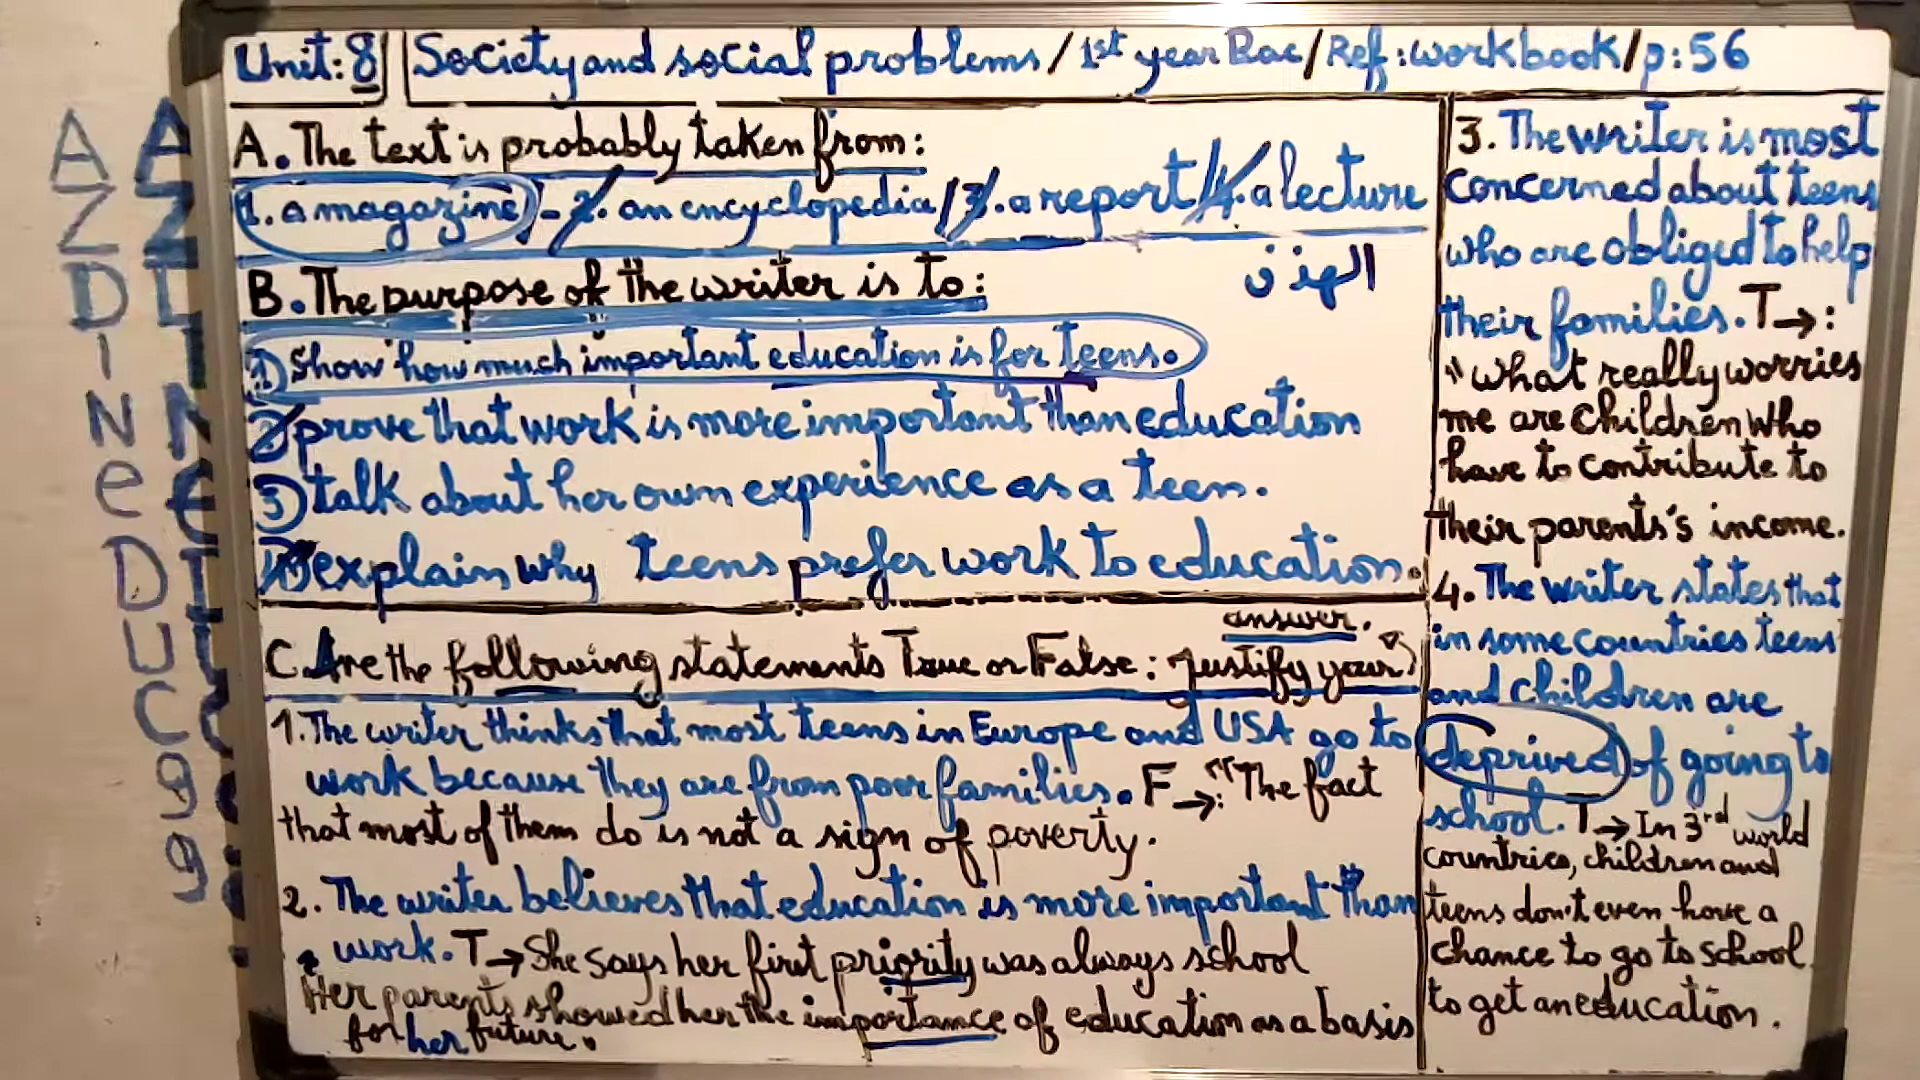 Unit: 8 Society and social problems / 1st year Bac / Ref: workbook / p: 56
A. The text is probably taken from:
1. a magazine / - 2. an encyclopedia / 3. a report / 4. a lecture
الهدف
B. The purpose of the writer is to:
1) Show how much important education is for teens.
2) prove that work is more important than education
3) talk about her own experience as a teen.
4) explain why teens prefer work to education.
C. Are the following statements True or False: justify your
answer.
1. The writer thinks that most teens in Europe and USA go to
work because they are from poor families. F →: "The fact
that most of them do is not a sign of poverty.
2. The writer believes that education is more important than
work. T → She says her first priority was always school
Her parents showed her the importance of education as a basis
for her future.
3. The writer is most
concerned about teens
who are obliged to help
their families. T →:
"what really worries
me are children who
have to contribute to
their parents's income.
4. The writer states that
in some countries teens
and children are
deprived of going to
school. T → In 3rd world
countries, children and
teens don't even have a
chance to go to school
to get an education.
AZDINeDUC99